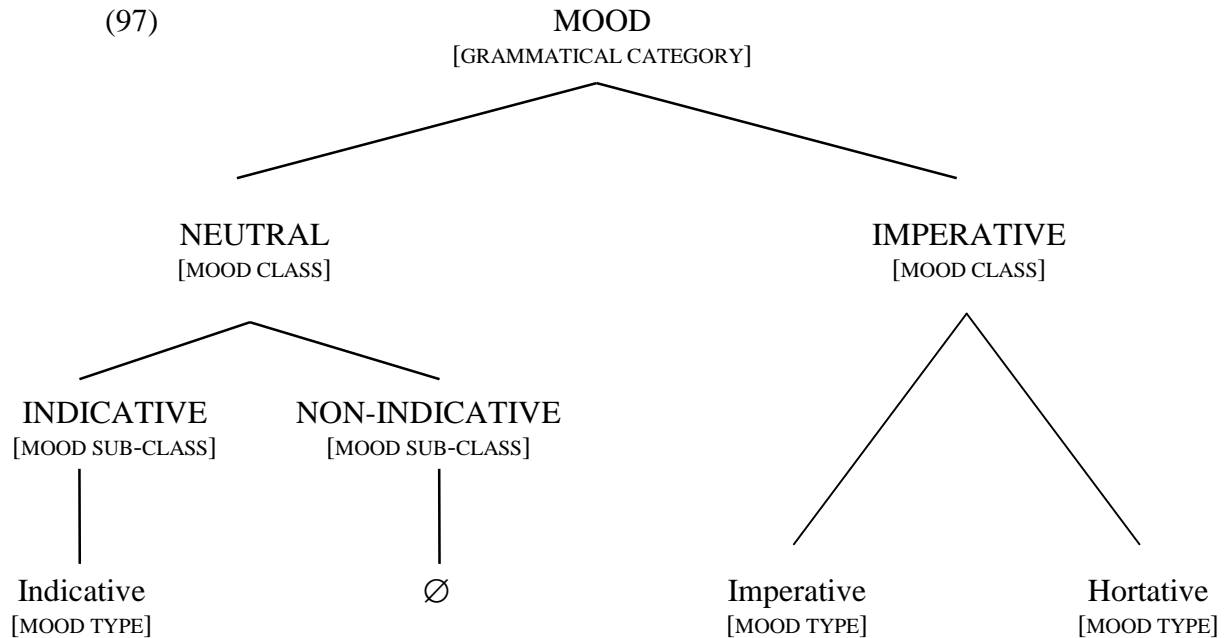 (97) MOOD
[GRAMMATICAL CATEGORY]
NEUTRAL IMPERATIVE
[MOOD CLASS] [MOOD CLASS]
INDICATIVE NON-INDICATIVE
[MOOD SUB-CLASS] [MOOD SUB-CLASS]
Indicative ∅ Imperative Hortative
[MOOD TYPE] [MOOD TYPE] [MOOD TYPE]